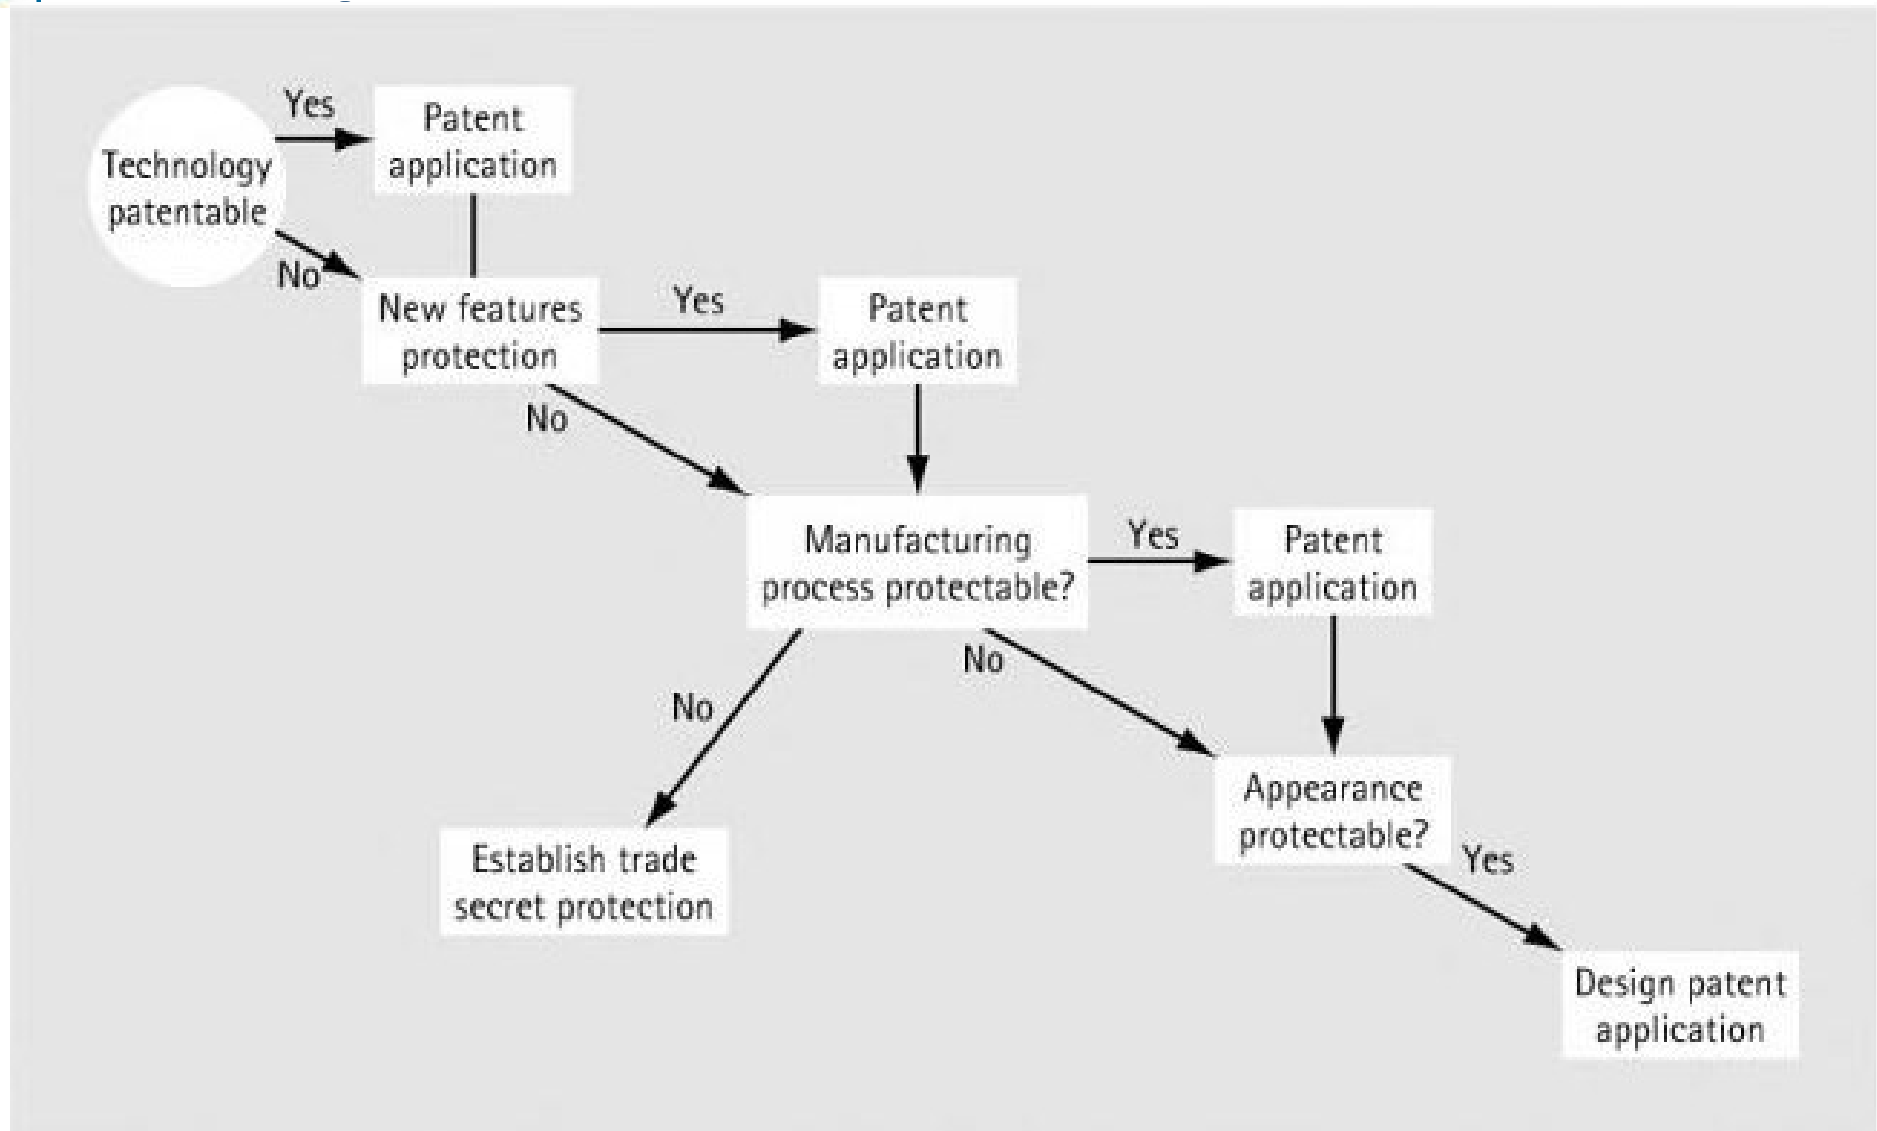 Yes
Patent
application
Technology
patentable
No
New features
protection
Yes
Patent
application
No
Manufacturing
process protectable?
Yes
Patent
application
No
No
Establish trade
secret protection
Appearance
protectable?
Yes
Design patent
application